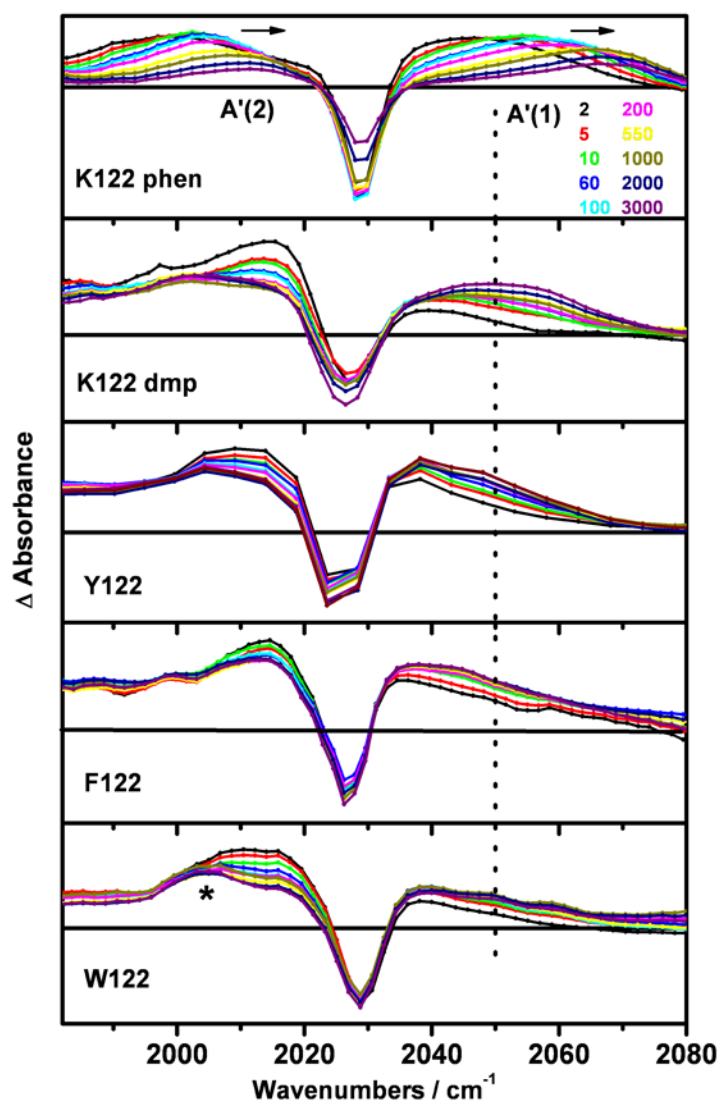 A'(2)
A'(1)
2 200
5 550
10 1000
60 2000
100 3000
K122 phen
K122 dmp
Δ Absorbance
Y122
F122
*
W122
2000 2020 2040 2060 2080
Wavenumbers / cm⁻¹